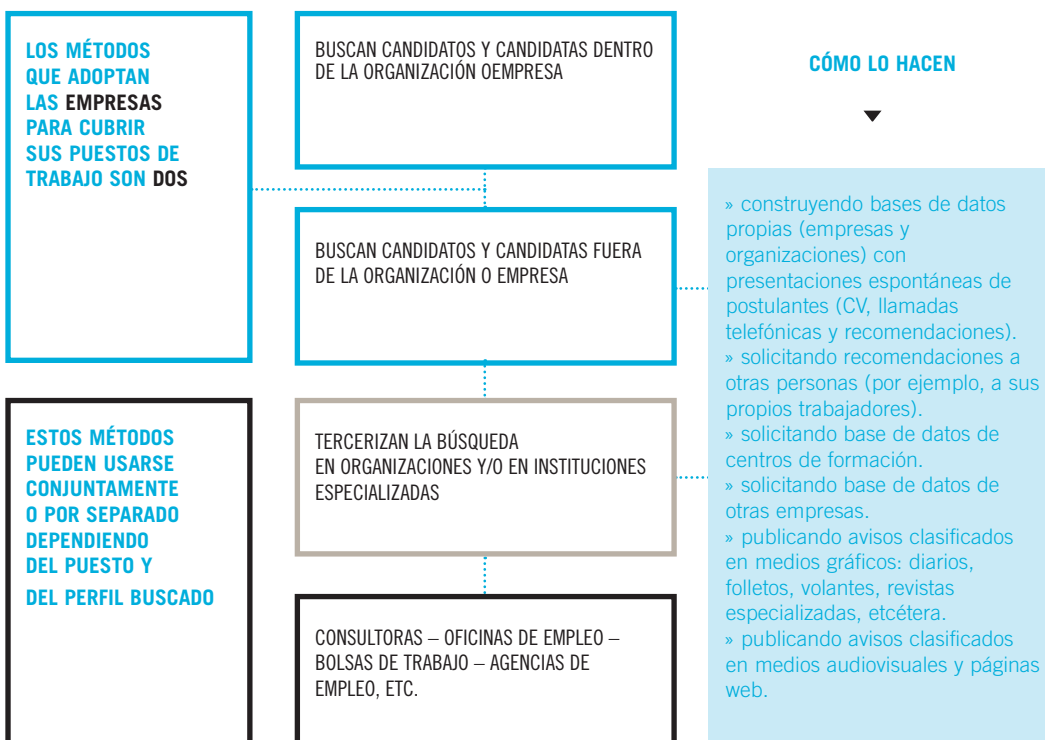 LOS MÉTODOS
QUE ADOPTAN
LAS EMPRESAS
PARA CUBRIR
SUS PUESTOS DE
TRABAJO SON DOS
BUSCAN CANDIDATOS Y CANDIDATAS DENTRO
DE LA ORGANIZACIÓN OEMPRESA
BUSCAN CANDIDATOS Y CANDIDATAS FUERA
DE LA ORGANIZACIÓN O EMPRESA
ESTOS MÉTODOS
PUEDEN USARSE
CONJUNTAMENTE
O POR SEPARADO
DEPENDIENDO
DEL PUESTO Y
DEL PERFIL BUSCADO
TERCERIZAN LA BÚSQUEDA
EN ORGANIZACIONES Y/O EN INSTITUCIONES
ESPECIALIZADAS
CONSULTORAS – OFICINAS DE EMPLEO –
BOLSAS DE TRABAJO – AGENCIAS DE
EMPLEO, ETC.
CÓMO LO HACEN
» construyendo bases de datos
propias (empresas y
organizaciones) con
presentaciones espontáneas de
postulantes (CV, llamadas
telefónicas y recomendaciones).
» solicitando recomendaciones a
otras personas (por ejemplo, a sus
propios trabajadores).
» solicitando base de datos de
centros de formación.
» solicitando base de datos de
otras empresas.
» publicando avisos clasificados
en medios gráficos: diarios,
folletos, volantes, revistas
especializadas, etcétera.
» publicando avisos clasificados
en medios audiovisuales y páginas
web.